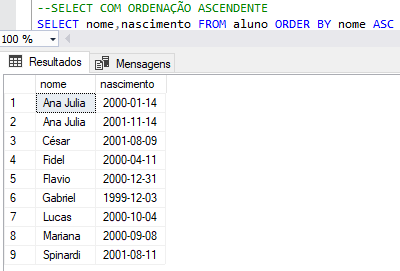 --SELECT COM ORDENAÇÃO ASCENDENTE
SELECT nome,nascimento FROM aluno ORDER BY nome ASC
100 %
Resultados Mensagens
nome nascimento
1 Ana Julia 2000-01-14
2 Ana Julia 2001-11-14
3 César 2001-08-09
4 Fidel 2000-04-11
5 Flavio 2000-12-31
6 Gabriel 1999-12-03
7 Lucas 2000-10-04
8 Mariana 2000-09-08
9 Spinardi 2001-08-11